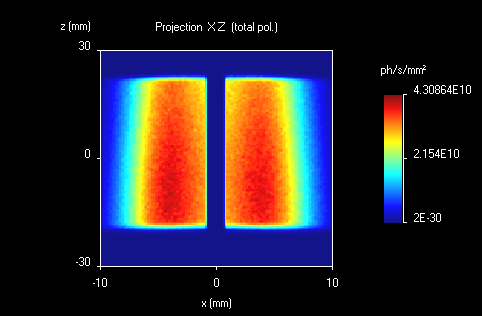 z (mm)
Projection XZ (total pol.)
30
0
-30
-10
0
10
x (mm)
ph/s/mm²
4.30864E10
2.154E10
2E-30